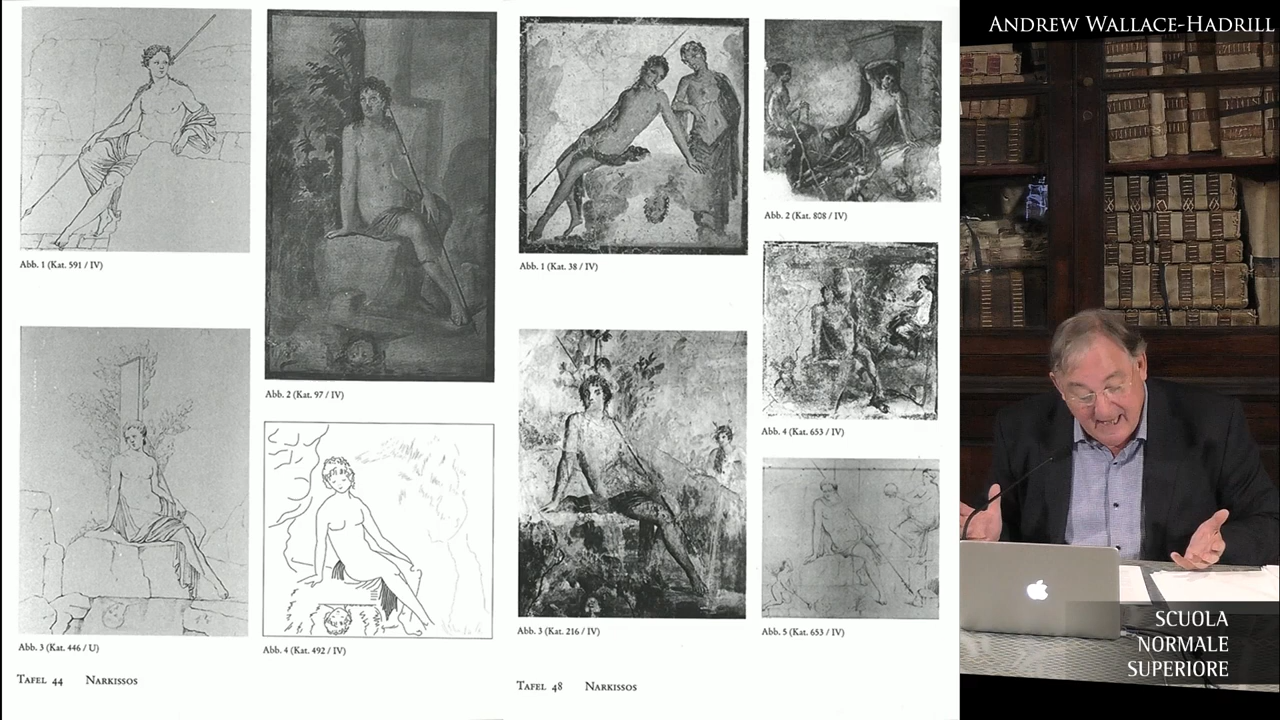 Abb. 1 (Kat. 591 / IV)
Abb. 2 (Kat. 97 / IV)
Abb. 3 (Kat. 446 / U)
Abb. 4 (Kat. 492 / IV)
TAFEL 44 NARKISSOS
Abb. 1 (Kat. 38 / IV)
Abb. 2 (Kat. 808 / IV)
Abb. 4 (Kat. 653 / IV)
Abb. 3 (Kat. 216 / IV)
Abb. 5 (Kat. 653 / IV)
TAFEL 48 NARKISSOS
ANDREW WALLACE-HADRILL
SCUOLA
NORMALE
SUPERIORE